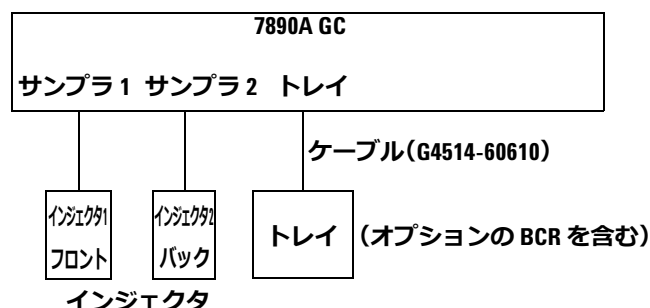 7890A GC
サンプラ 1 サンプラ 2 トレイ
ケーブル(G4514-60610)
インジェクタ1
フロント
インジェクタ2
バック
トレイ
(オプションの BCR を含む)
インジェクタ